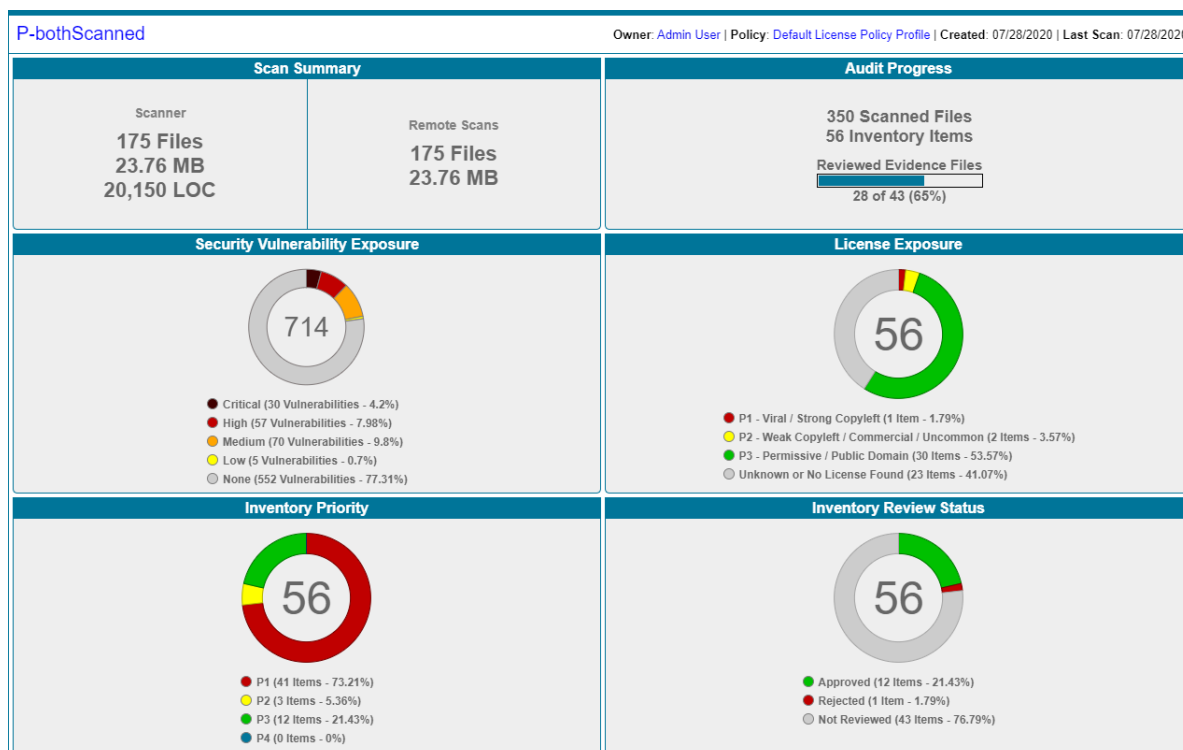 P-bothScanned
Owner: Admin User | Policy: Default License Policy Profile | Created: 07/28/2020 | Last Scan: 07/28/2020
Scan Summary
Scanner
175 Files
23.76 MB
20,150 LOC
Remote Scans
175 Files
23.76 MB
Audit Progress
350 Scanned Files
56 Inventory Items
Reviewed Evidence Files
28 of 43 (65%)
Security Vulnerability Exposure
714
Critical (30 Vulnerabilities - 4.2%)
High (57 Vulnerabilities - 7.98%)
Medium (70 Vulnerabilities - 9.8%)
Low (5 Vulnerabilities - 0.7%)
None (552 Vulnerabilities - 77.31%)
License Exposure
56
P1 - Viral / Strong Copyleft (1 Item - 1.79%)
P2 - Weak Copyleft / Commercial / Uncommon (2 Items - 3.57%)
P3 - Permissive / Public Domain (30 Items - 53.57%)
Unknown or No License Found (23 Items - 41.07%)
Inventory Priority
56
P1 (41 Items - 73.21%)
P2 (3 Items - 5.36%)
P3 (12 Items - 21.43%)
P4 (0 Items - 0%)
Inventory Review Status
56
Approved (12 Items - 21.43%)
Rejected (1 Item - 1.79%)
Not Reviewed (43 Items - 76.79%)